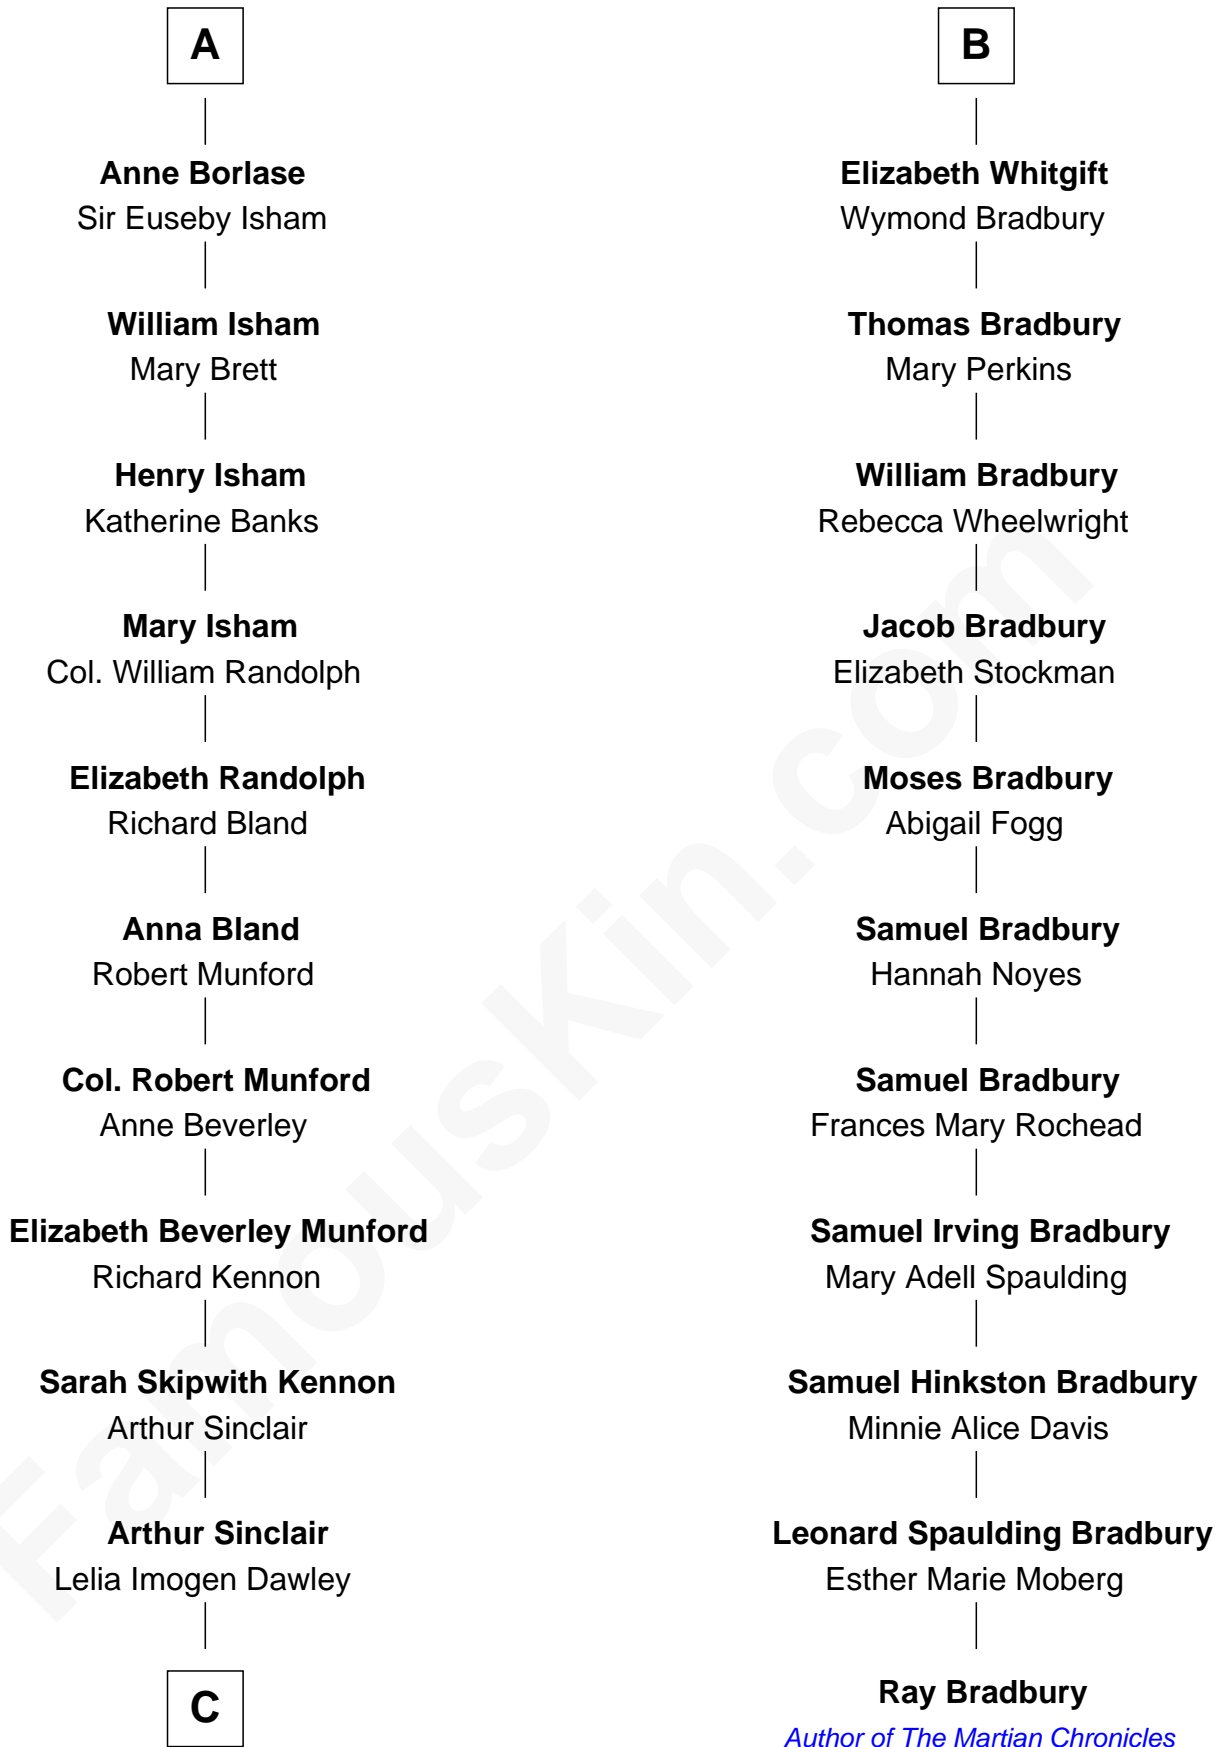 A
Anne Borlase
Sir Euseby Isham
William Isham
Mary Brett
Henry Isham
Katherine Banks
Mary Isham
Col. William Randolph
Elizabeth Randolph
Richard Bland
Anna Bland
Robert Munford
Col. Robert Munford
Anne Beverley
Elizabeth Beverley Munford
Richard Kennon
Sarah Skipwith Kennon
Arthur Sinclair
Arthur Sinclair
Lelia Imogen Dawley
C
B
Elizabeth Whitgift
Wymond Bradbury
Thomas Bradbury
Mary Perkins
William Bradbury
Rebecca Wheelwright
Jacob Bradbury
Elizabeth Stockman
Moses Bradbury
Abigail Fogg
Samuel Bradbury
Hannah Noyes
Samuel Bradbury
Frances Mary Rochead
Samuel Irving Bradbury
Mary Adell Spaulding
Samuel Hinkston Bradbury
Minnie Alice Davis
Leonard Spaulding Bradbury
Esther Marie Moberg
Ray Bradbury
Author of The Martian Chronicles
FamousKin.com